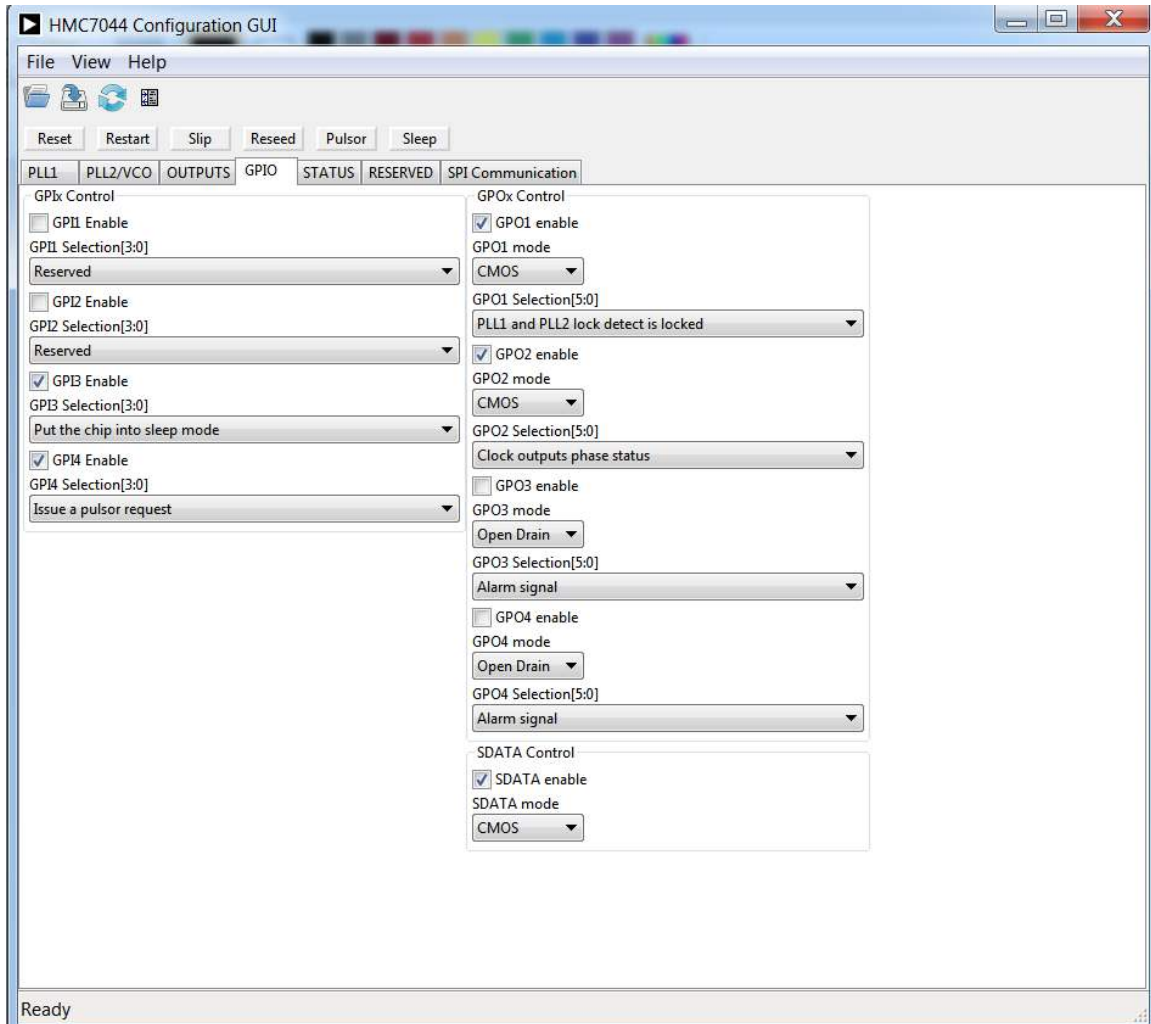 HMC7044 Configuration GUI
File View Help
Reset Restart Slip Reseed Pulsor Sleep
PLL1 PLL2/VCO OUTPUTS GPIO STATUS RESERVED SPI Communication
GPIx Control
GPI1 Enable
GPI1 Selection[3:0]
Reserved
GPI2 Enable
GPI2 Selection[3:0]
Reserved
GPI3 Enable
GPI3 Selection[3:0]
Put the chip into sleep mode
GPI4 Enable
GPI4 Selection[3:0]
Issue a pulsor request
GPOx Control
GPO1 enable
GPO1 mode
CMOS
GPO1 Selection[5:0]
PLL1 and PLL2 lock detect is locked
GPO2 enable
GPO2 mode
CMOS
GPO2 Selection[5:0]
Clock outputs phase status
GPO3 enable
GPO3 mode
Open Drain
GPO3 Selection[5:0]
Alarm signal
GPO4 enable
GPO4 mode
Open Drain
GPO4 Selection[5:0]
Alarm signal
SDATA Control
SDATA enable
SDATA mode
CMOS
Ready